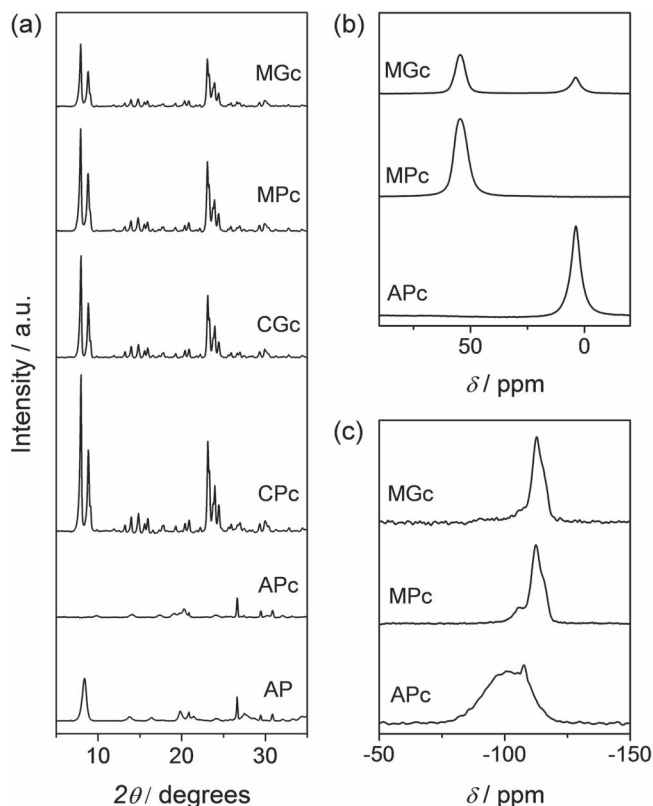 (a)
MGc
MPc
CGc
CPc
APc
AP
Intensity / a.u.
10 20 30
2θ / degrees
(b)
MGc
MPc
APc
50 0
δ / ppm
(c)
MGc
MPc
APc
-50 -100 -150
δ / ppm